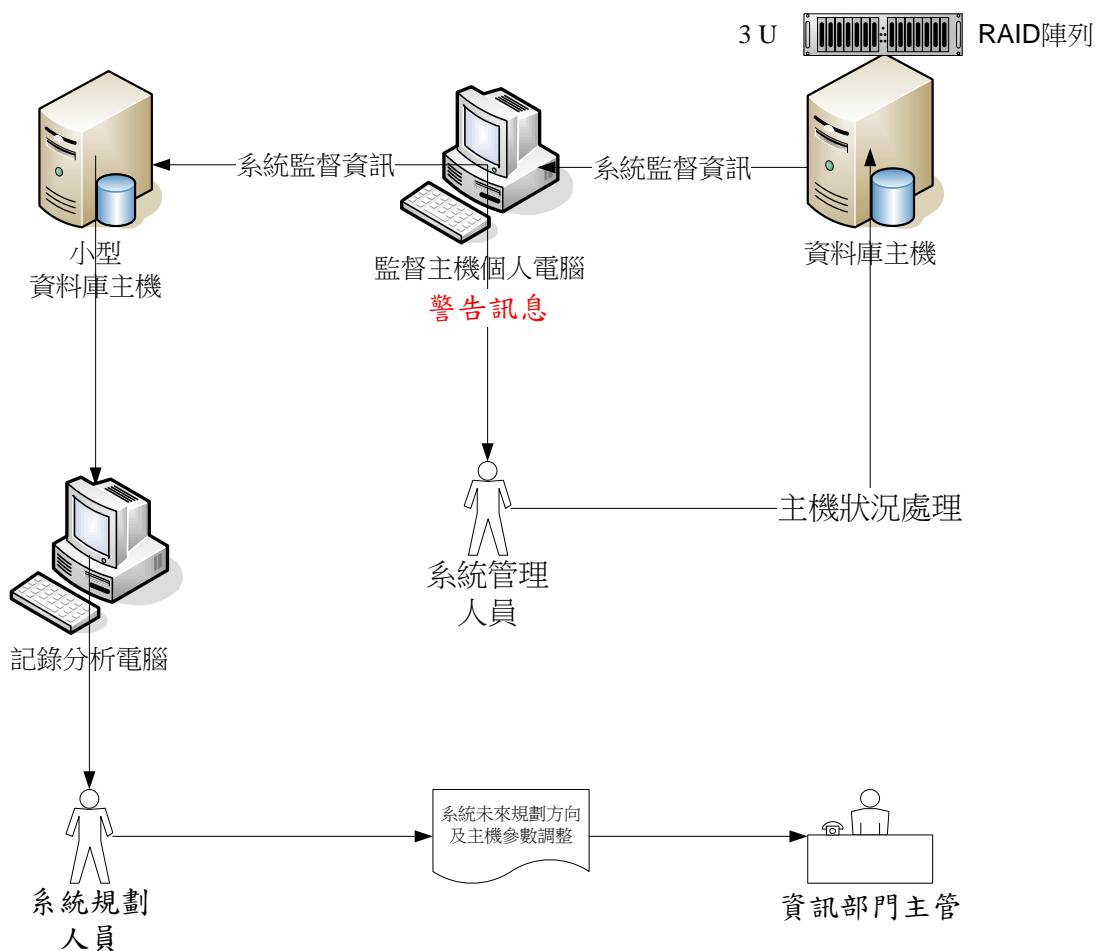 3 U
RAID陣列
系統監督資訊
系統監督資訊
小型
資料庫主機
監督主機個人電腦
警告訊息
資料庫主機
主機狀況處理
系統管理
人員
記錄分析電腦
系統未來規劃方向
及主機參數調整
系統規劃
人員
資訊部門主管